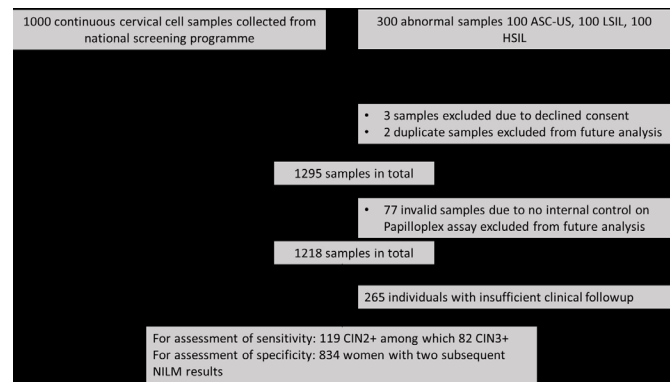 1000 continuous cervical cell samples collected from
national screening programme
300 abnormal samples 100 ASC-US, 100 LSIL, 100
HSIL
• 3 samples excluded due to declined consent
• 2 duplicate samples excluded from future analysis
1295 samples in total
• 77 invalid samples due to no internal control on
Papilloplex assay excluded from future analysis
1218 samples in total
265 individuals with insufficient clinical followup
For assessment of sensitivity: 119 CIN2+ among which 82 CIN3+
For assessment of specificity: 834 women with two subsequent
NILM results